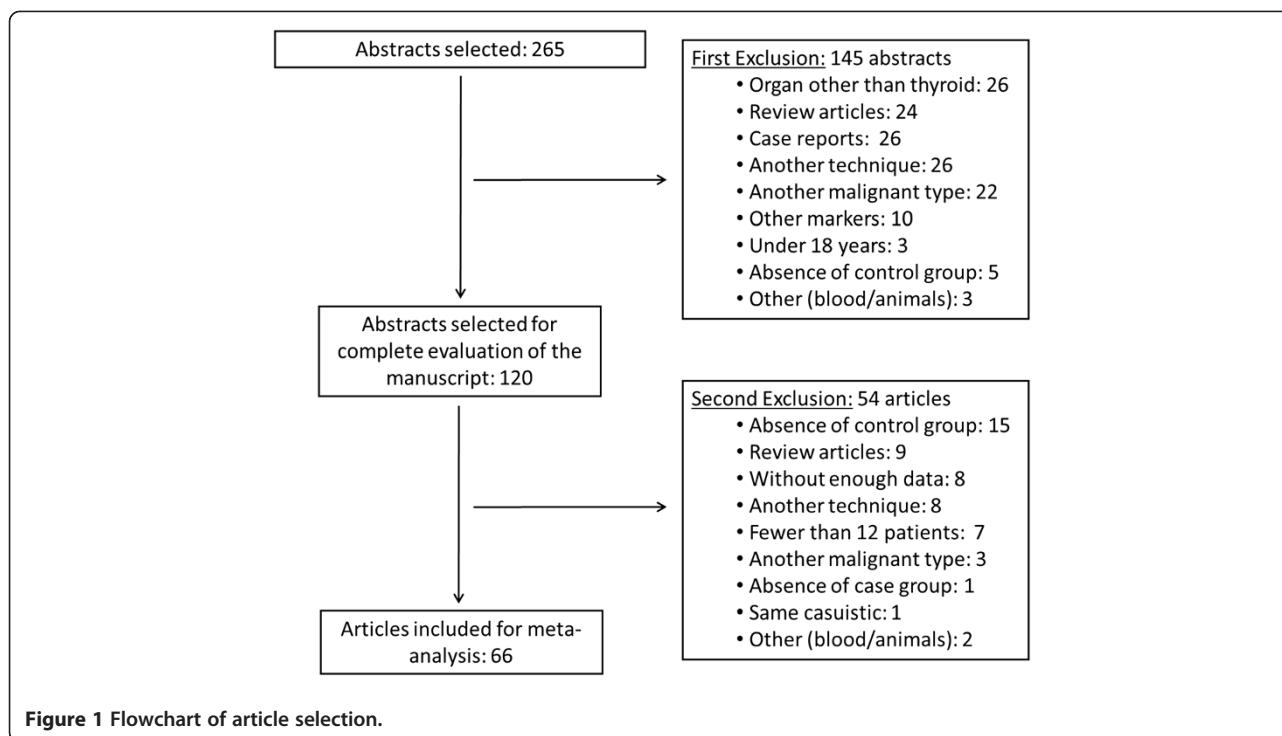 Abstracts selected: 265
First Exclusion: 145 abstracts
• Organ other than thyroid: 26
• Review articles: 24
• Case reports: 26
• Another technique: 26
• Another malignant type: 22
• Other markers: 10
• Under 18 years: 3
• Absence of control group: 5
• Other (blood/animals): 3
Abstracts selected for
complete evaluation of the
manuscript: 120
Second Exclusion: 54 articles
• Absence of control group: 15
• Review articles: 9
• Without enough data: 8
• Another technique: 8
• Fewer than 12 patients: 7
• Another malignant type: 3
• Absence of case group: 1
• Same casuistic: 1
• Other (blood/animals): 2
Articles included for meta-
analysis: 66
Figure 1 Flowchart of article selection.